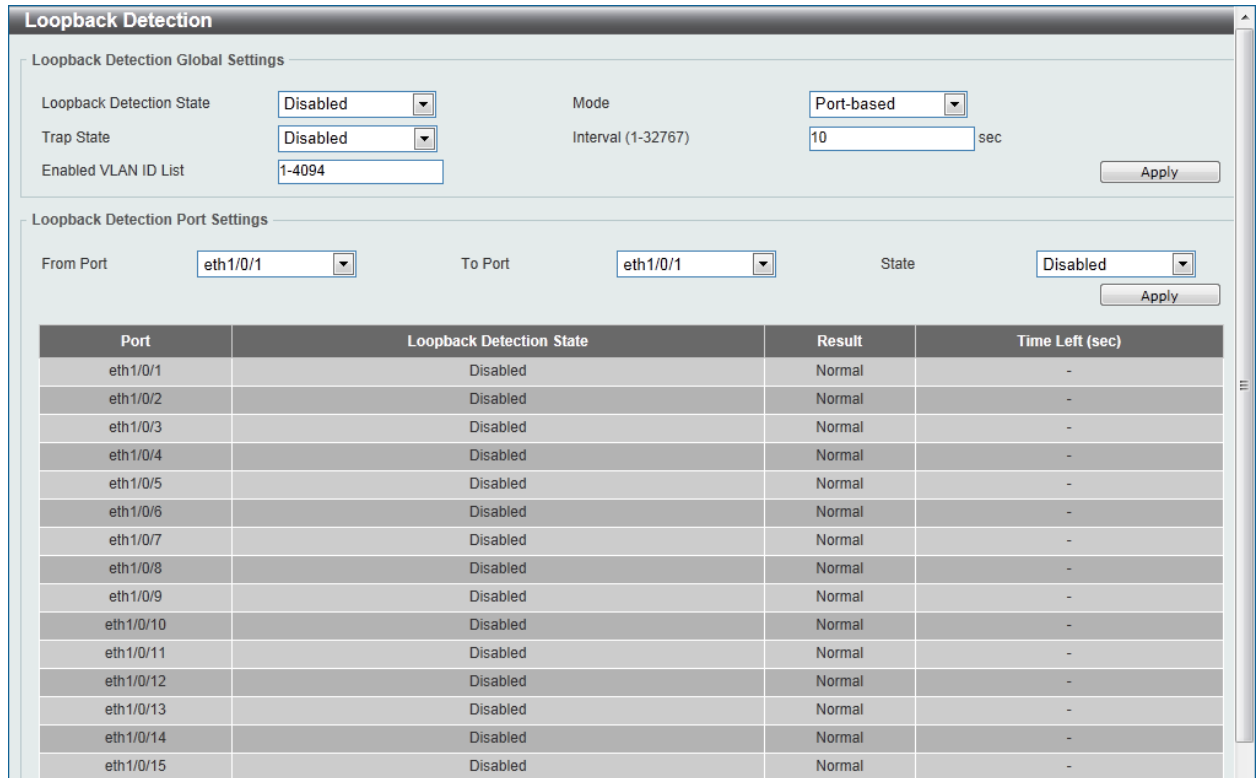 Loopback Detection
Loopback Detection Global Settings
Loopback Detection State Disabled Mode Port-based
Trap State Disabled Interval (1-32767) 10 sec
Enabled VLAN ID List 1-4094 Apply
Loopback Detection Port Settings
From Port eth1/0/1 To Port eth1/0/1 State Disabled
Apply
Port Loopback Detection State Result Time Left (sec)
eth1/0/1 Disabled Normal -
eth1/0/2 Disabled Normal -
eth1/0/3 Disabled Normal -
eth1/0/4 Disabled Normal -
eth1/0/5 Disabled Normal -
eth1/0/6 Disabled Normal -
eth1/0/7 Disabled Normal -
eth1/0/8 Disabled Normal -
eth1/0/9 Disabled Normal -
eth1/0/10 Disabled Normal -
eth1/0/11 Disabled Normal -
eth1/0/12 Disabled Normal -
eth1/0/13 Disabled Normal -
eth1/0/14 Disabled Normal -
eth1/0/15 Disabled Normal -